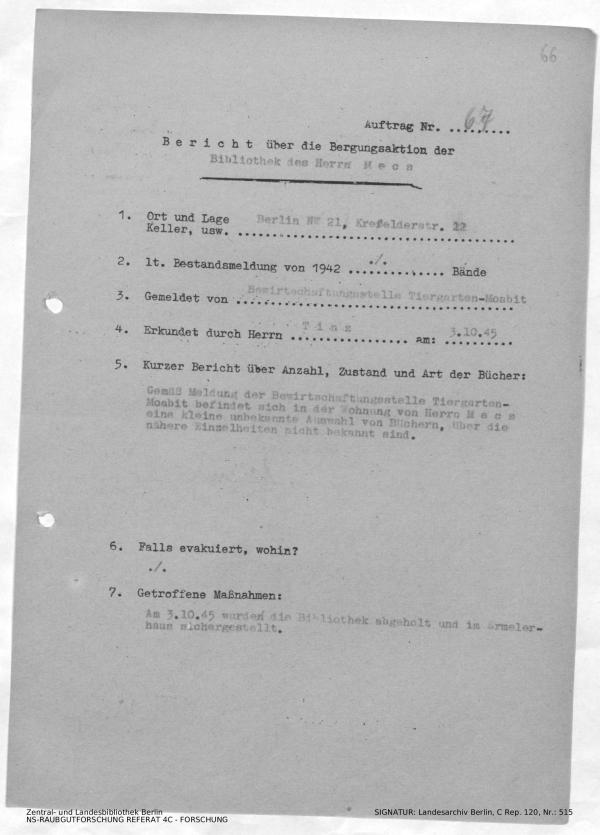 66
Auftrag Nr. ..67.......
B e r i c h t über die Bergungsaktion der
Bibliothek des Herrn M e c s
1. Ort und Lage Berlin NW 21, Krefelderstr. 22
Keller, usw. .......................................
2. lt. Bestandsmeldung von 1942 ...-/.......... Bände
3. Gemeldet von Bewirtschaftungsstelle Tiergarten-Moabit
4. Erkundet durch Herrn T i n z am: 3.10.45
5. Kurzer Bericht über Anzahl, Zustand und Art der Bücher:
Gemäß Meldung der Bewirtschaftungsstelle Tiergarten-
Moabit befindet sich in der Wohnung von Herrn M e c s
eine kleine unbekannte Auswahl von Büchern, über die
nähere Einzelheiten nicht bekannt sind.
6. Falls evakuiert, wohin?
./.
7. Getroffene Maßnahmen:
Am 3.10.45 wurden die Bibliothek abgeholt und im Ermeler-
haus sichergestellt.
Zentral- und Landesbibliothek Berlin
NS-RAUBGUTFORSCHUNG REFERAT 4C - FORSCHUNG
SIGNATUR: Landesarchiv Berlin, C Rep. 120, Nr.: 515